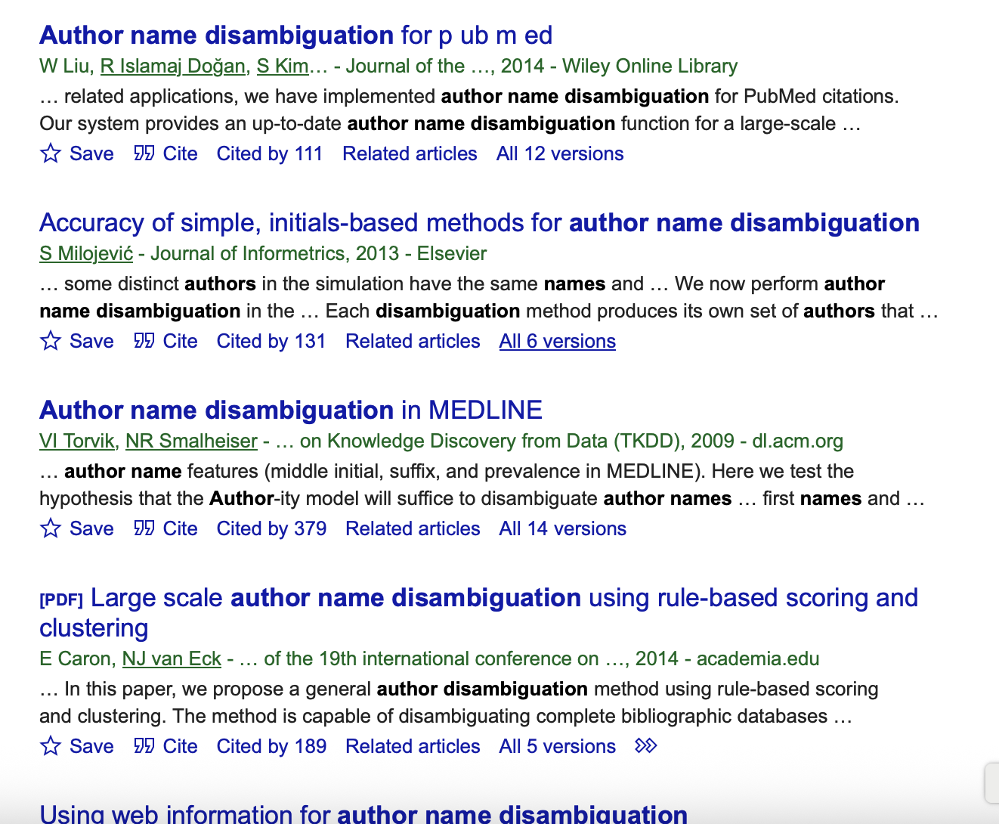 Author name disambiguation for p ub m ed
W Liu, R Islamaj Doğan, S Kim… - Journal of the …, 2014 - Wiley Online Library
… related applications, we have implemented author name disambiguation for PubMed citations.
Our system provides an up-to-date author name disambiguation function for a large-scale …
Save Cite Cited by 111 Related articles All 12 versions
Accuracy of simple, initials-based methods for author name disambiguation
S Milojević - Journal of Informetrics, 2013 - Elsevier
… some distinct authors in the simulation have the same names and … We now perform author
name disambiguation in the … Each disambiguation method produces its own set of authors that …
Save Cite Cited by 131 Related articles All 6 versions
Author name disambiguation in MEDLINE
VI Torvik, NR Smalheiser - … on Knowledge Discovery from Data (TKDD), 2009 - dl.acm.org
… author name features (middle initial, suffix, and prevalence in MEDLINE). Here we test the
hypothesis that the Author-ity model will suffice to disambiguate author names … first names and …
Save Cite Cited by 379 Related articles All 14 versions
[PDF] Large scale author name disambiguation using rule-based scoring and
clustering
E Caron, NJ van Eck - … of the 19th international conference on …, 2014 - academia.edu
… In this paper, we propose a general author disambiguation method using rule-based scoring
and clustering. The method is capable of disambiguating complete bibliographic databases …
Save Cite Cited by 189 Related articles All 5 versions
Using web information for author name disambiguation